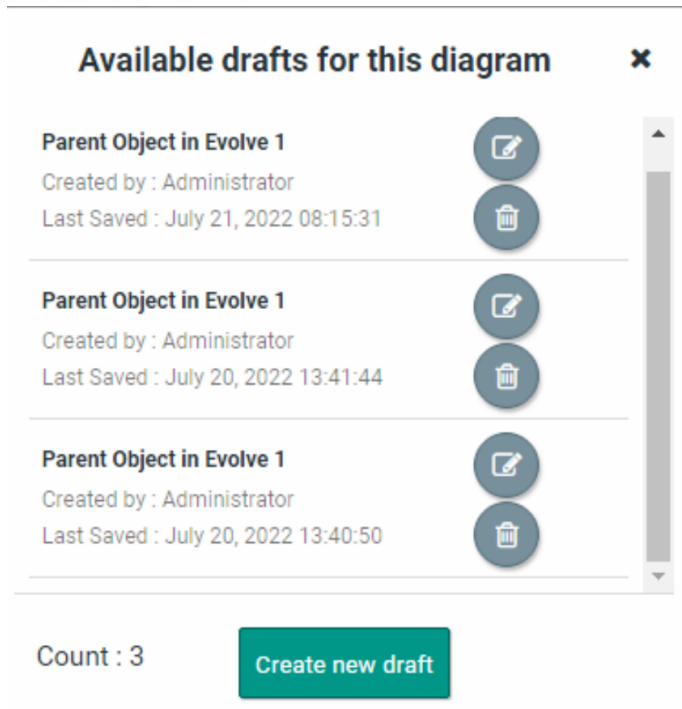 Available drafts for this diagram
Parent Object in Evolve 1
Created by : Administrator
Last Saved : July 21, 2022 08:15:31
Parent Object in Evolve 1
Created by : Administrator
Last Saved : July 20, 2022 13:41:44
Parent Object in Evolve 1
Created by : Administrator
Last Saved : July 20, 2022 13:40:50
Count : 3
Create new draft